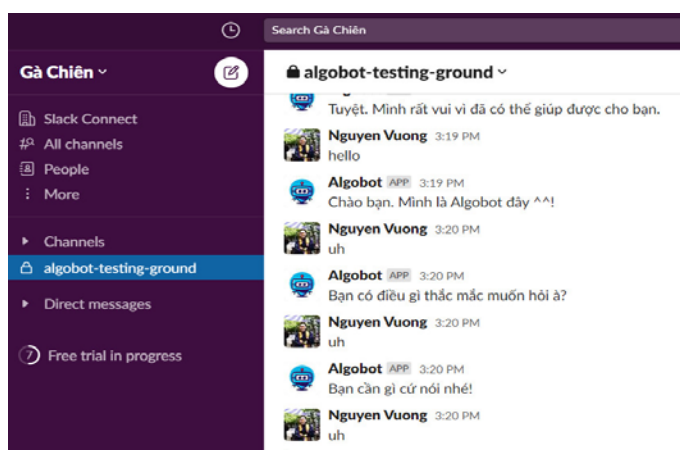 Search Gà Chiên
Gà Chiên
Slack Connect
All channels
People
More
Channels
algobot-testing-ground
Direct messages
7 Free trial in progress
algobot-testing-ground
Tuyệt. Mình rất vui vì đã có thể giúp được cho bạn.
Nguyen Vuong 3:19 PM
hello
Algobot APP 3:19 PM
Chào bạn. Mình là Algobot đây ^^!
Nguyen Vuong 3:20 PM
uh
Algobot APP 3:20 PM
Bạn có điều gì thắc mắc muốn hỏi à?
Nguyen Vuong 3:20 PM
uh
Algobot APP 3:20 PM
Bạn cần gì cứ nói nhé!
Nguyen Vuong 3:20 PM
uh